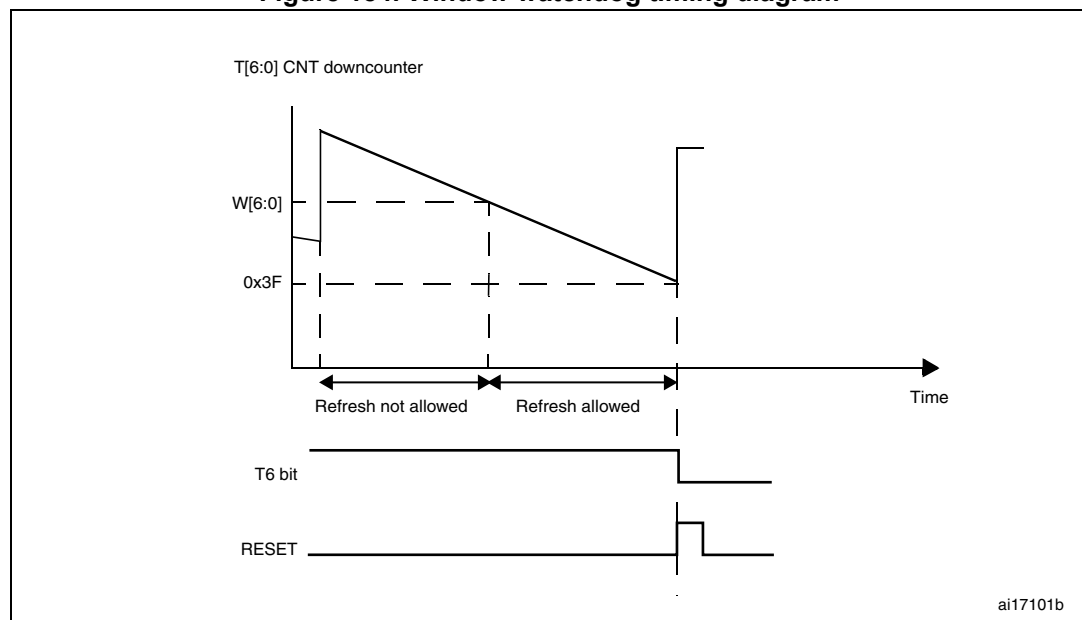 T[6:0] CNT downcounter
W[6:0]
0x3F
Refresh not allowed
Refresh allowed
Time
T6 bit
RESET
ai17101b